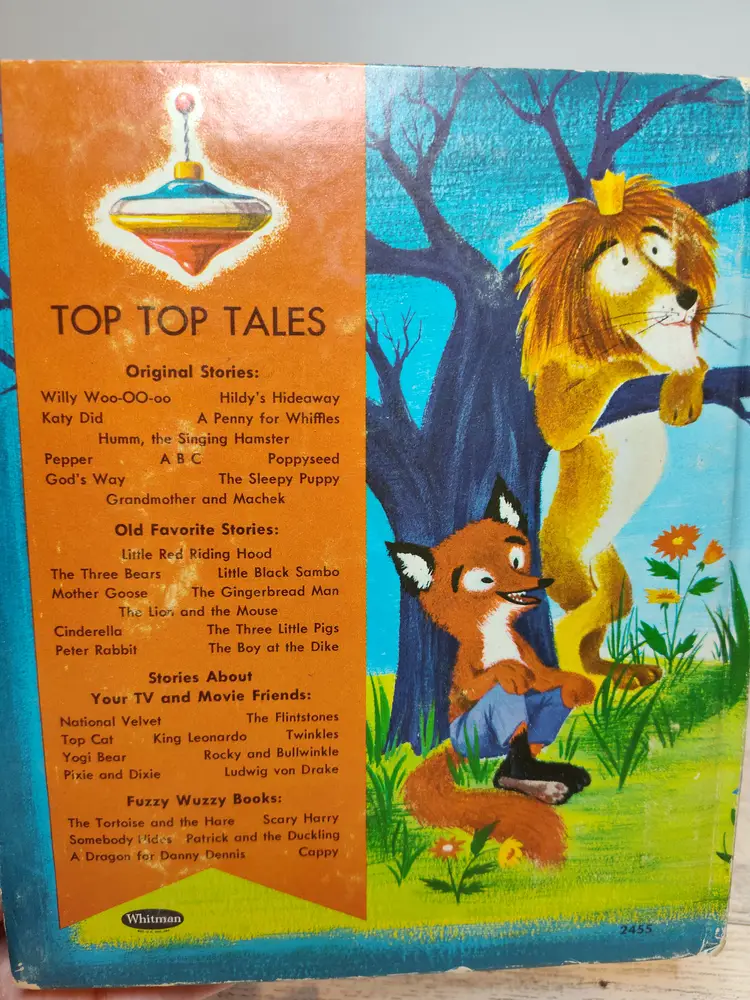 TOP TOP TALES
Original Stories:
Willy Woo-OO-oo Hildy's Hideaway
Katy Did A Penny for Whiffles
Humm, the Singing Hamster
Pepper A B C Poppyseed
God's Way The Sleepy Puppy
Grandmother and Machek
Old Favorite Stories:
Little Red Riding Hood
The Three Bears Little Black Sambo
Mother Goose The Gingerbread Man
The Lion and the Mouse
Cinderella The Three Little Pigs
Peter Rabbit The Boy at the Dike
Stories About
Your TV and Movie Friends:
National Velvet The Flintstones
Top Cat King Leonardo Twinkles
Yogi Bear Rocky and Bullwinkle
Pixie and Dixie Ludwig von Drake
Fuzzy Wuzzy Books:
The Tortoise and the Hare Scary Harry
Somebody Hides Patrick and the Duckling
A Dragon for Danny Dennis Cappy
Whitman
2455